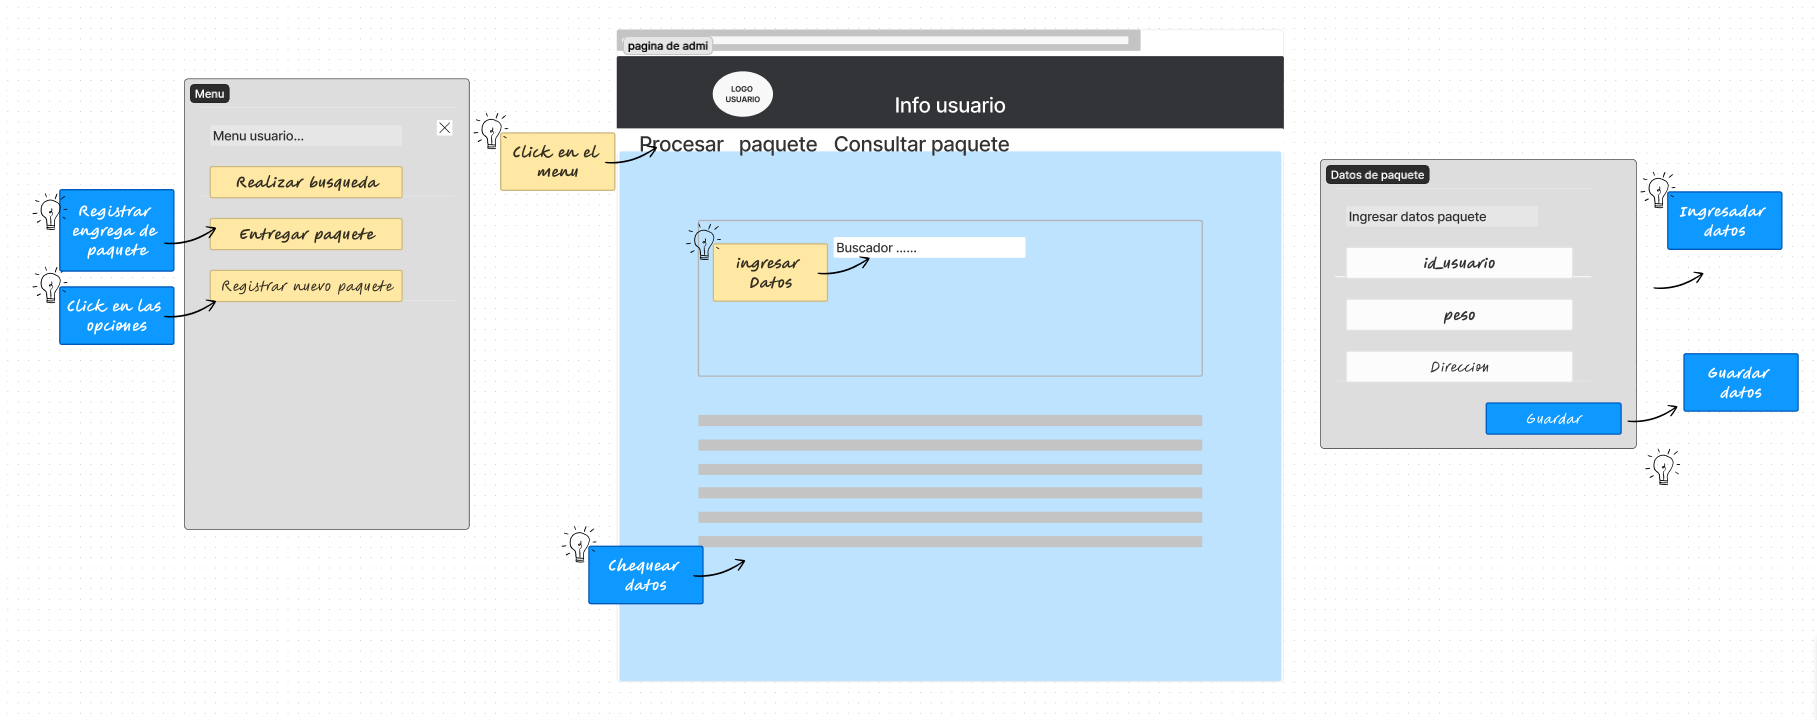 Menu
Menu usuario...
Realizar busqueda
Entregar paquete
Registrar nuevo paquete
Registrar
engrega de
paquete
Click en las
opciones
Click en el
menu
pagina de admi
LOGO
USUARIO
Info usuario
Procesar paquete Consultar paquete
ingresar
Datos
Buscador ......
Chequear
datos
Datos de paquete
Ingresar datos paquete
id_usuario
peso
Direccion
Guardar
Ingresadar
datos
Guardar
datos